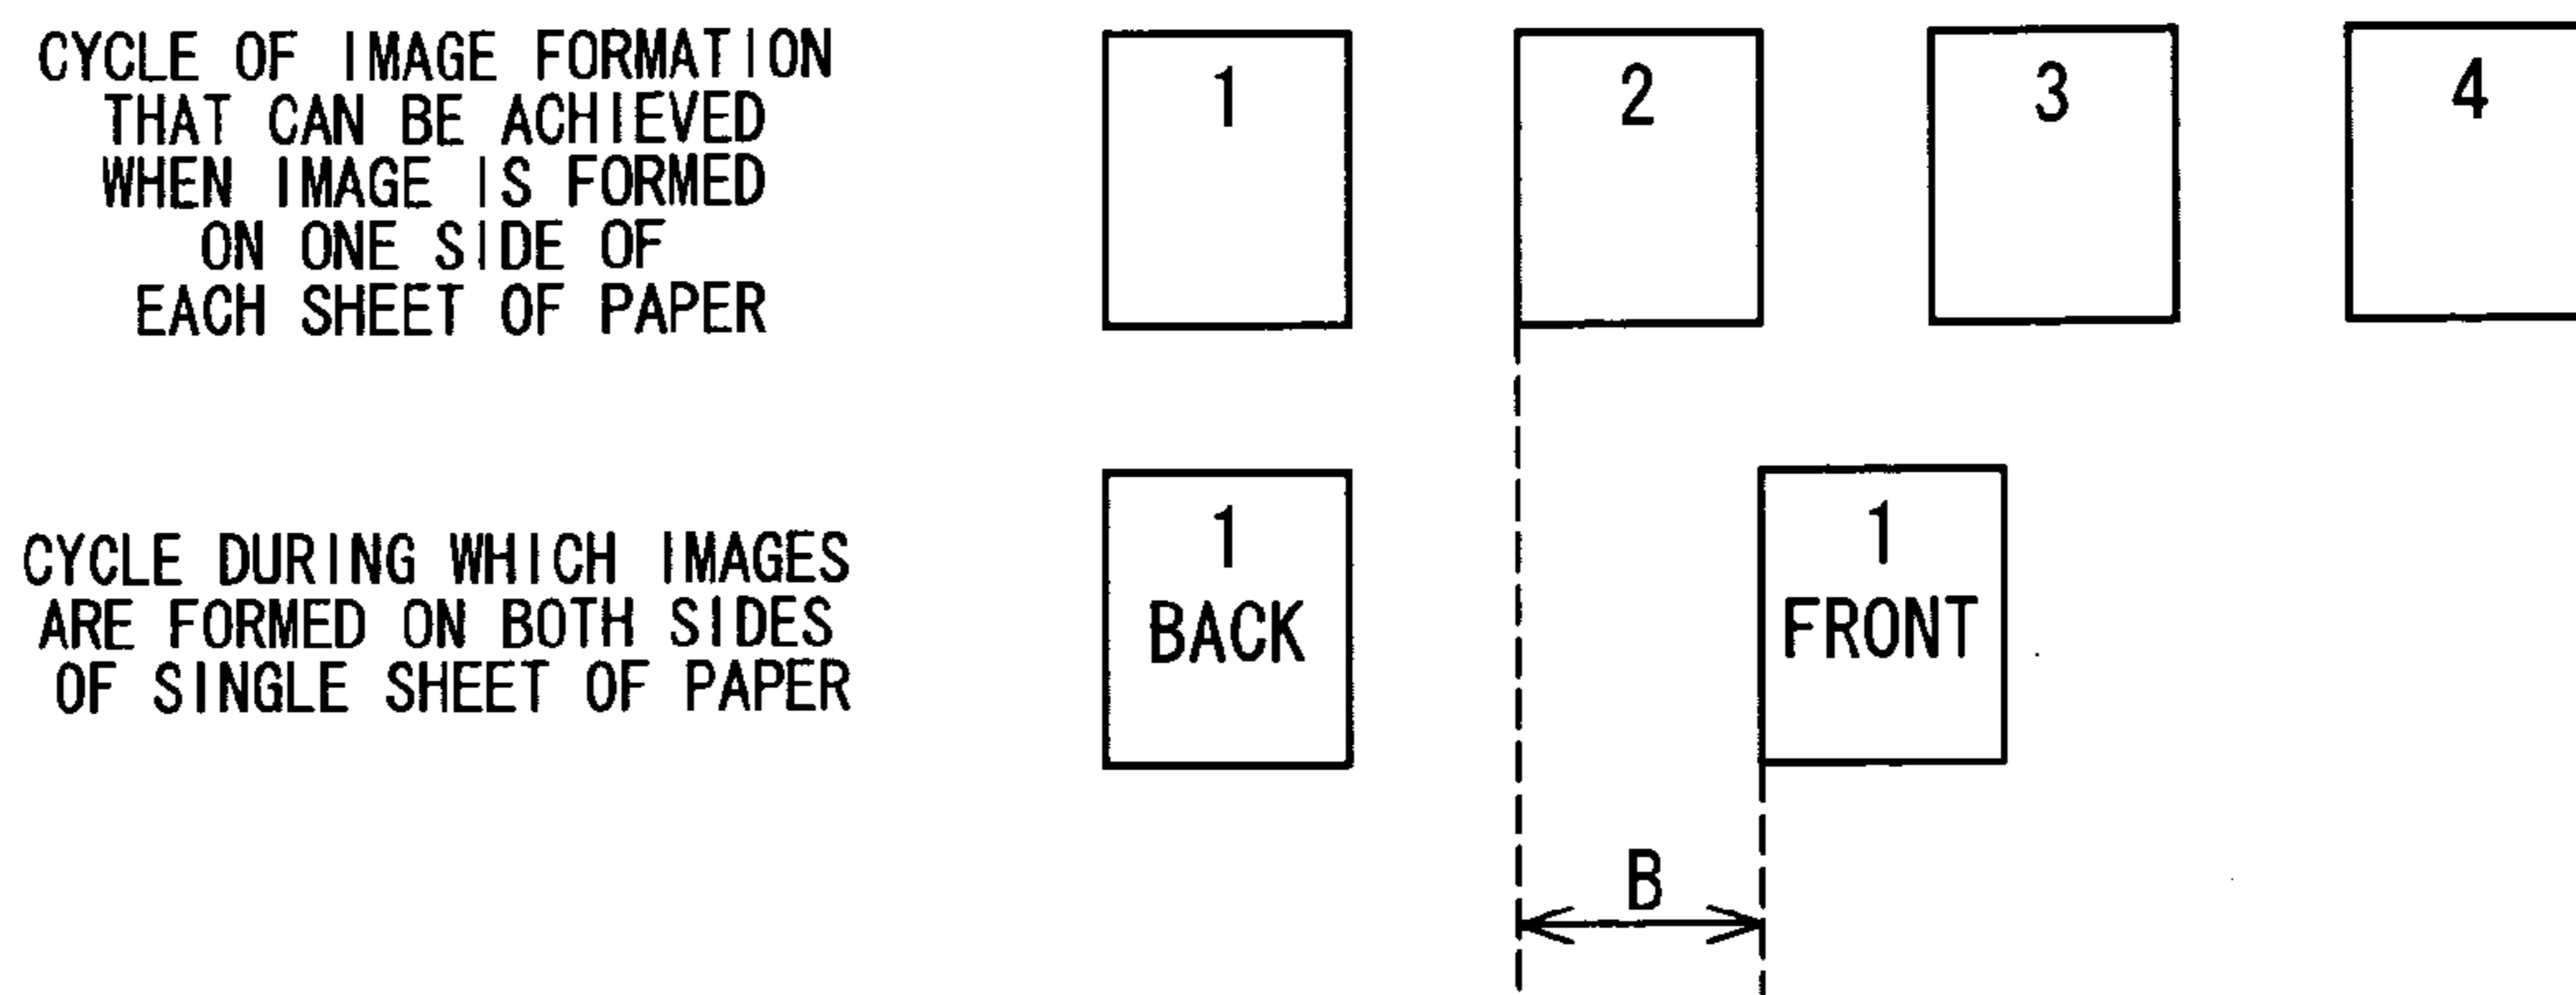 CYCLE OF IMAGE FORMATION
THAT CAN BE ACHIEVED
WHEN IMAGE IS FORMED
ON ONE SIDE OF
EACH SHEET OF PAPER
1
2
3
4
CYCLE DURING WHICH IMAGES
ARE FORMED ON BOTH SIDES
OF SINGLE SHEET OF PAPER
1
BACK
1
FRONT
B